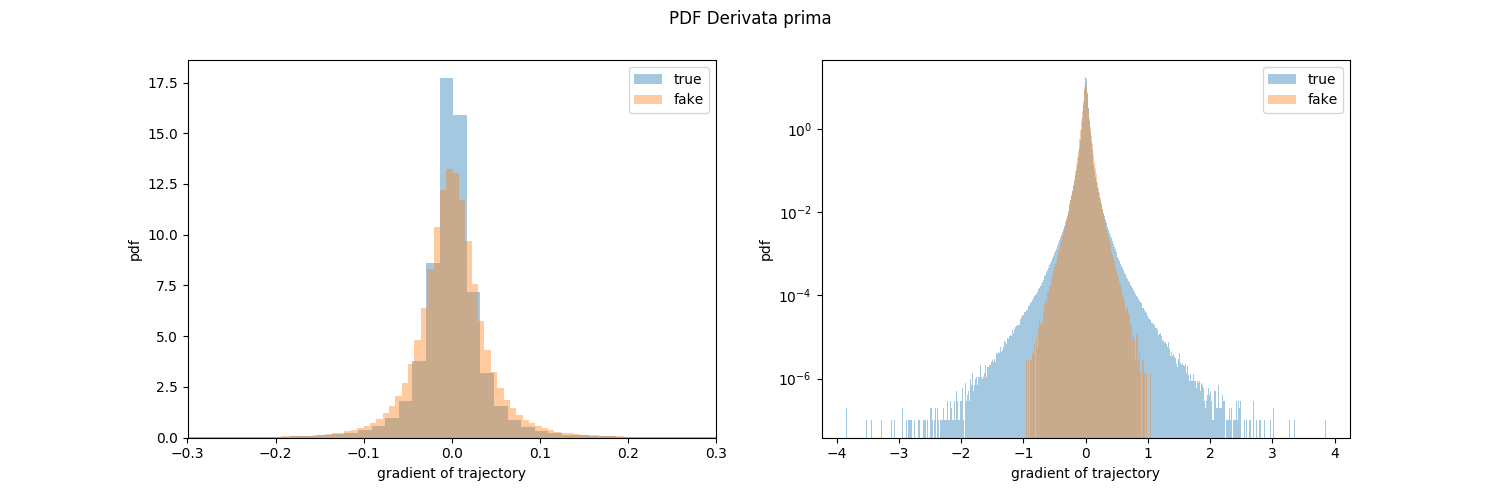 PDF Derivata prima
17.5
15.0
12.5
10.0
7.5
5.0
2.5
0.0
pdf
−0.3 −0.2 −0.1 0.0 0.1 0.2 0.3
gradient of trajectory
true
fake
10⁰
10⁻²
10⁻⁴
10⁻⁶
pdf
−4 −3 −2 −1 0 1 2 3 4
gradient of trajectory
true
fake